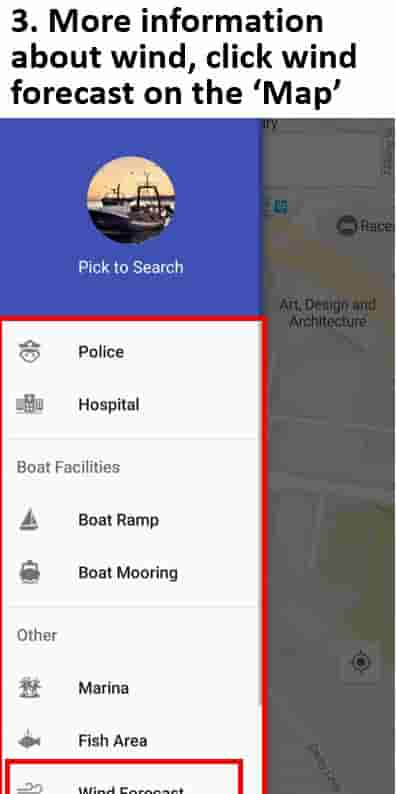 3. More information
about wind, click wind
forecast on the ‘Map’
ry
Pick to Search
Race
Art, Design and
Architecture
Police
Hospital
Boat Facilities
Boat Ramp
Boat Mooring
Other
Marina
Fish Area
Wind Forecast